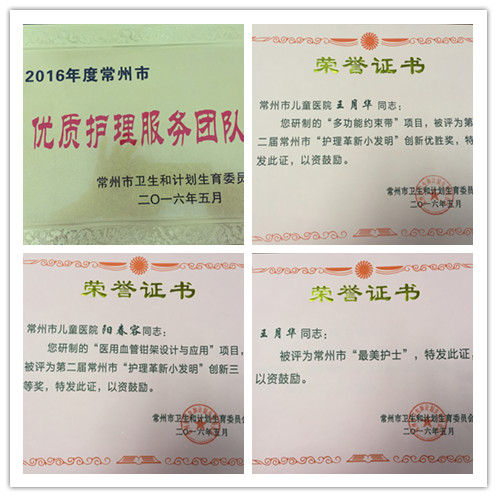 2016年度常州市
优质护理服务团队
常州市卫生和计划生育委员
二〇一六年五月
荣誉证书
常州市儿童医院 王月华 同志：
您研制的“多功能约束带”项目，被评为第
二届常州市“护理革新小发明”创新优胜奖，特
发此证，以资鼓励。
常州市卫生和计划生育委员会
二〇一六年五月
荣誉证书
常州市儿童医院 阳春容 同志：
您研制的“医用血管钳架设计与应用”项目，
被评为第二届常州市“护理革新小发明”创新三
等奖，特发此证，以资鼓励。
常州市卫生和计划生育委员
二〇一六年五月
荣誉证书
王月华 同志：
被评为常州市“最美护士”，特发此证，
以资鼓励。
常州市卫生和计划生育委员会
二〇一六年五月